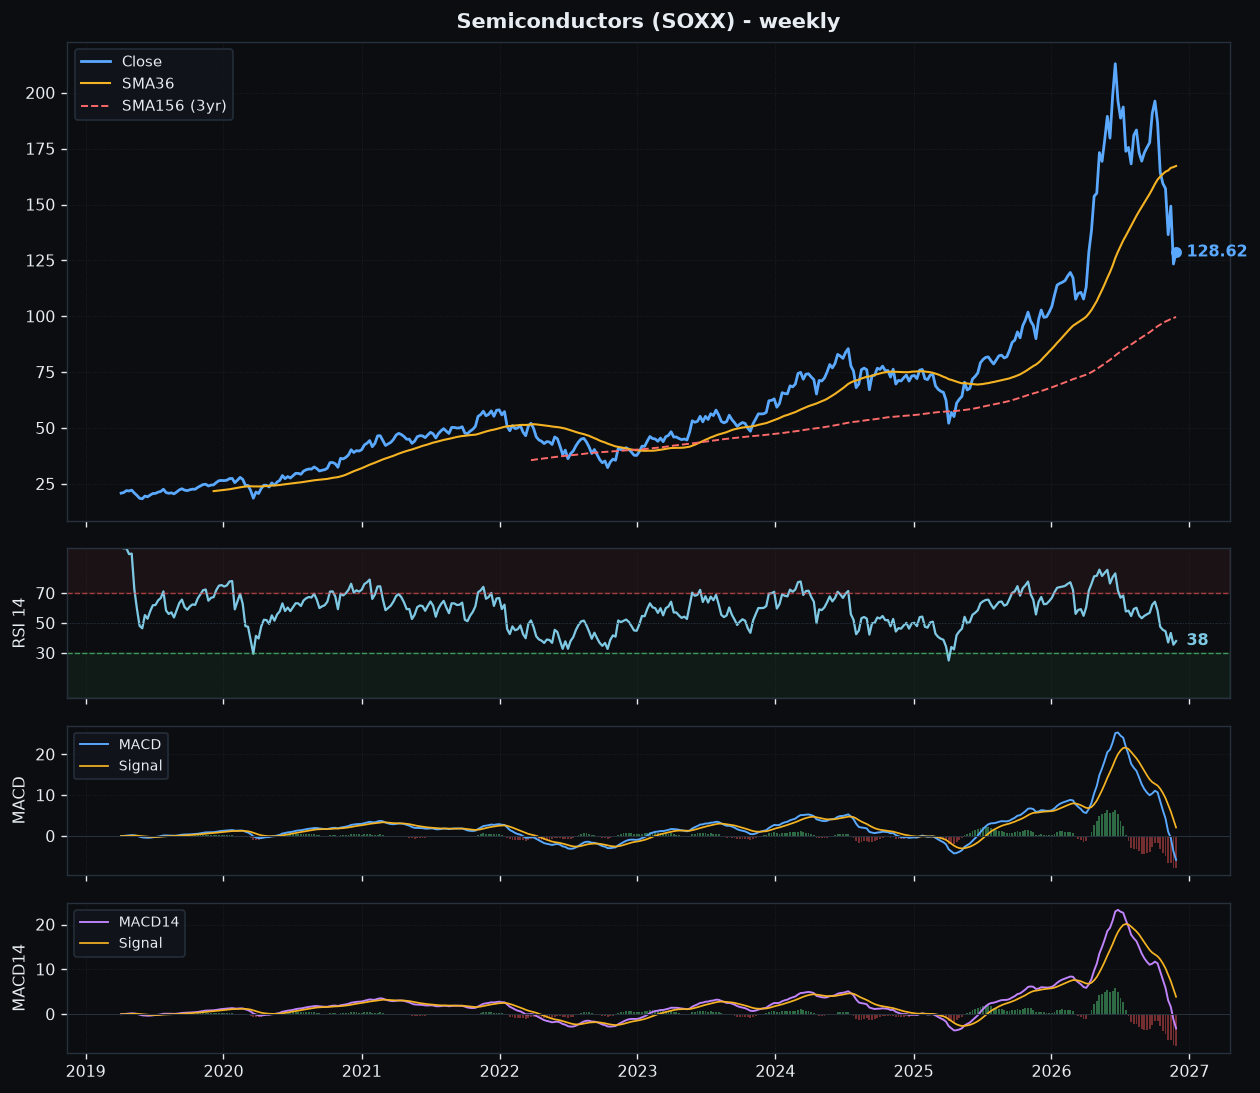 Semiconductors (SOXX) - weekly
Close
SMA36
SMA156 (3yr)
200
175
150
125
100
75
50
25
128.62
RSI 14
70
50
30
38
MACD
MACD
Signal
20
10
0
MACD14
MACD14
Signal
20
10
0
2019 2020 2021 2022 2023 2024 2025 2026 2027